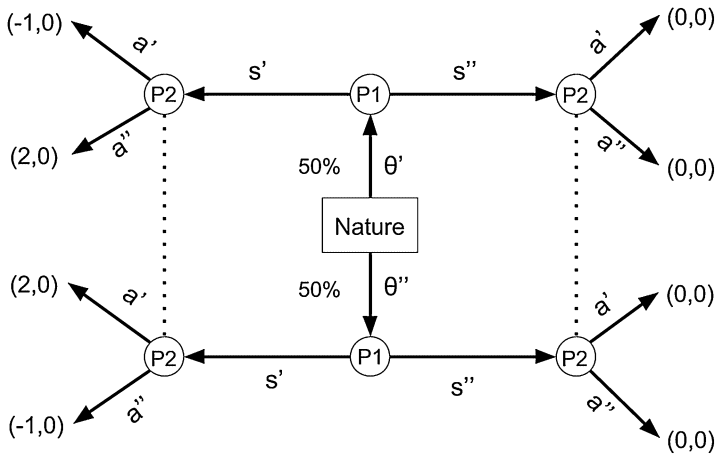 (-1,0) (0,0)
a' a'
s' s''
P2 P1 P2
a'' a''
(2,0) (0,0)
50% θ'
Nature
50% θ''
(2,0) (0,0)
a' a'
P2 P1 P2
s' s''
a'' a''
(-1,0) (0,0)